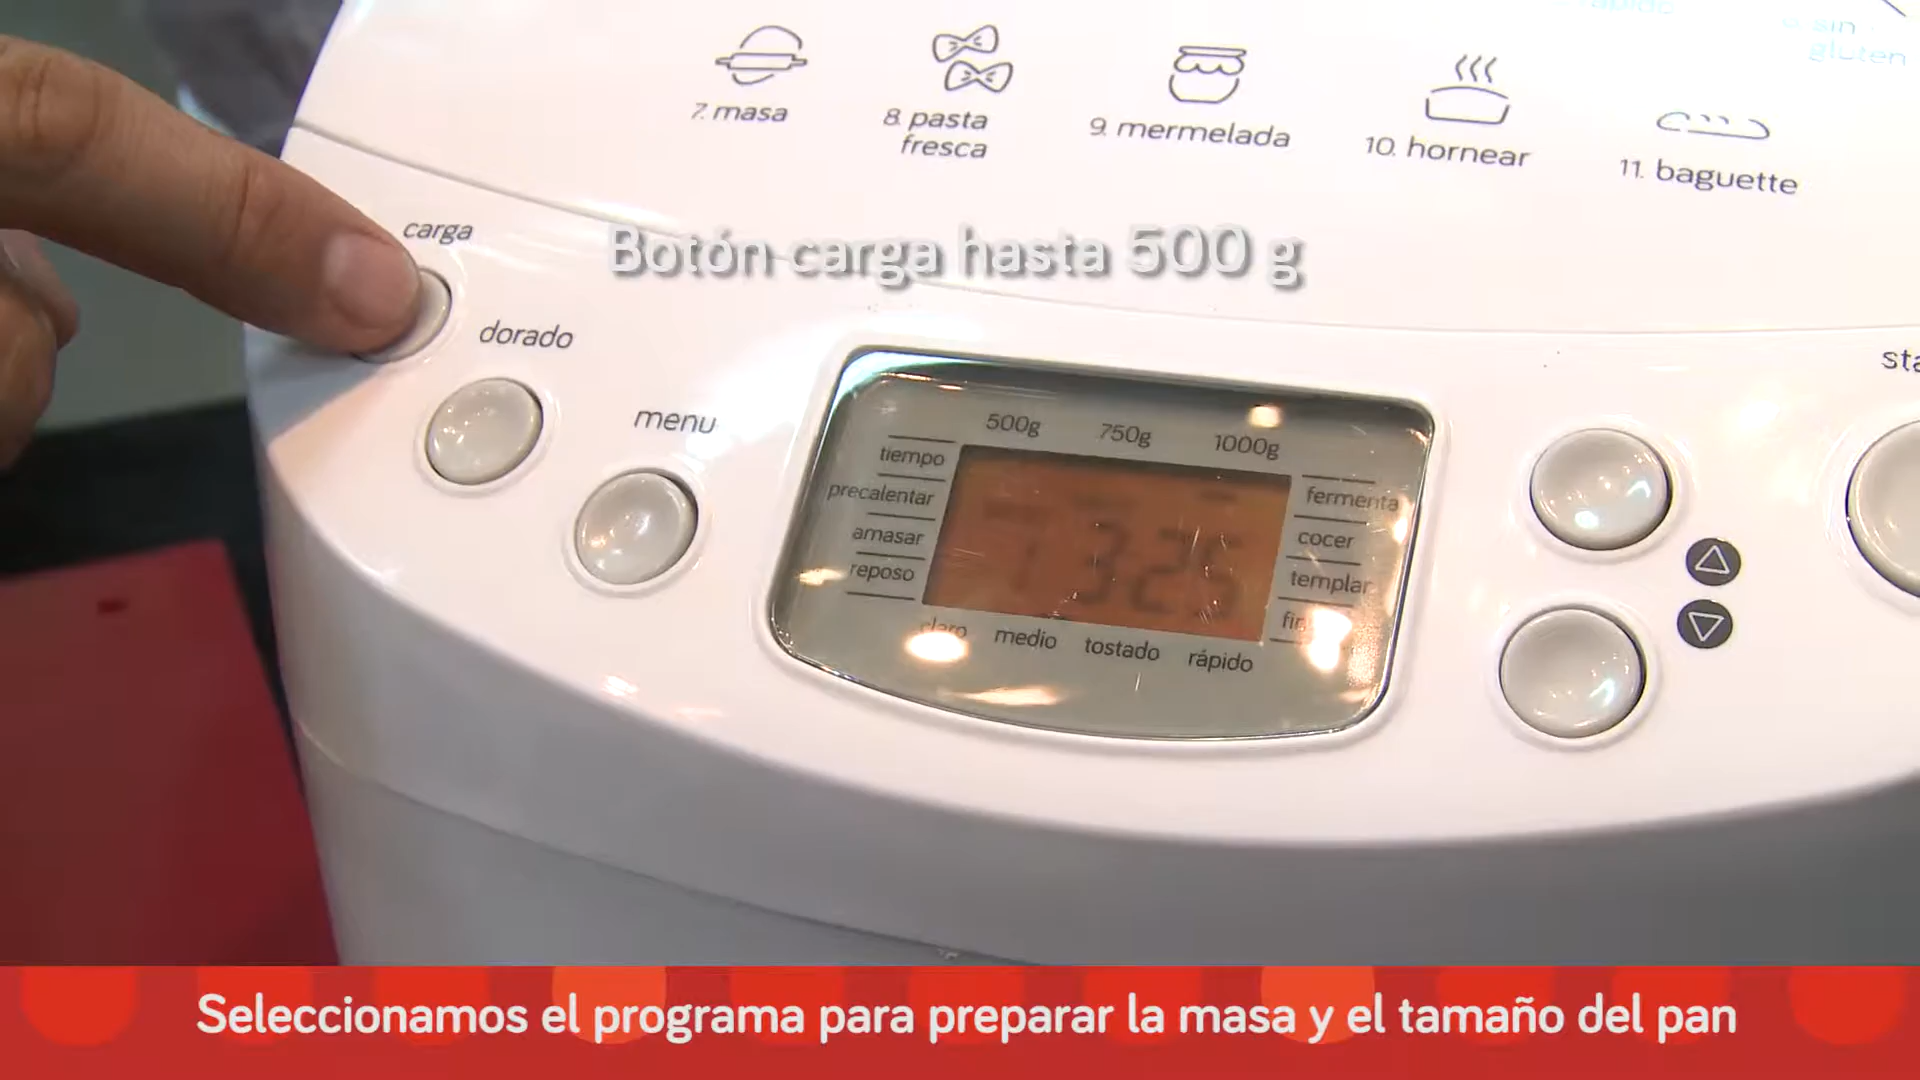 rápido
sin
gluten
7. masa
8. pasta
fresca
9. mermelada
10. hornear
11. baguette
carga
Botón carga hasta 500 g
dorado
menu
500g 750g 1000g
tiempo
precalentar
amasar
reposo
fermenta
cocer
templar
claro medio tostado rápido
Seleccionamos el programa para preparar la masa y el tamaño del pan